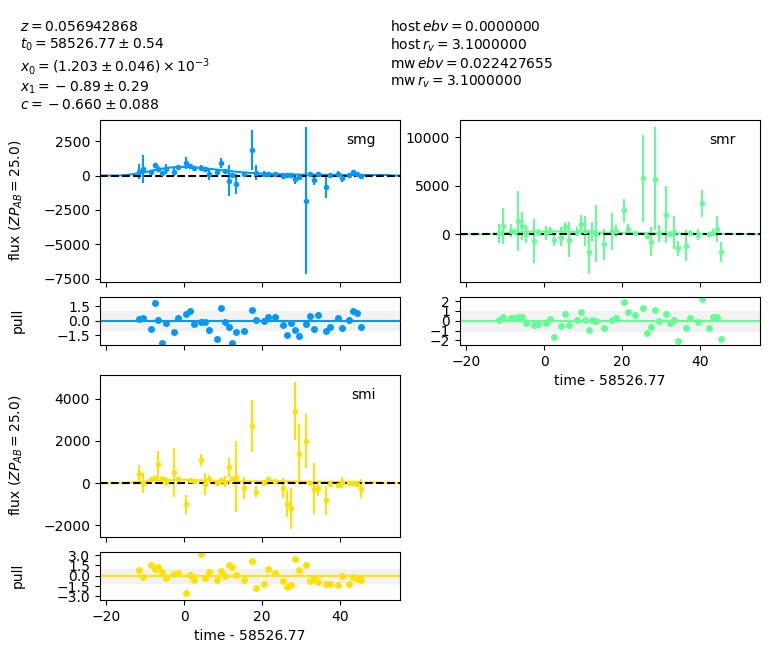 z = 0.056942868
t₀ = 58526.77 ± 0.54
x₀ = (1.203 ± 0.046) × 10⁻³
x₁ = −0.89 ± 0.29
c = −0.660 ± 0.088
host ebv = 0.0000000
host r_v = 3.1000000
mw ebv = 0.022427655
mw r_v = 3.1000000
smg
flux (ZP_AB = 25.0)
2500
0
−2500
−5000
−7500
pull
1.5
0.0
−1.5
smr
10000
5000
0
2
1
0
−1
−2
−20
0
20
40
time - 58526.77
smi
flux (ZP_AB = 25.0)
4000
2000
0
−2000
pull
3.0
1.5
0.0
−1.5
−3.0
−20
0
20
40
time - 58526.77